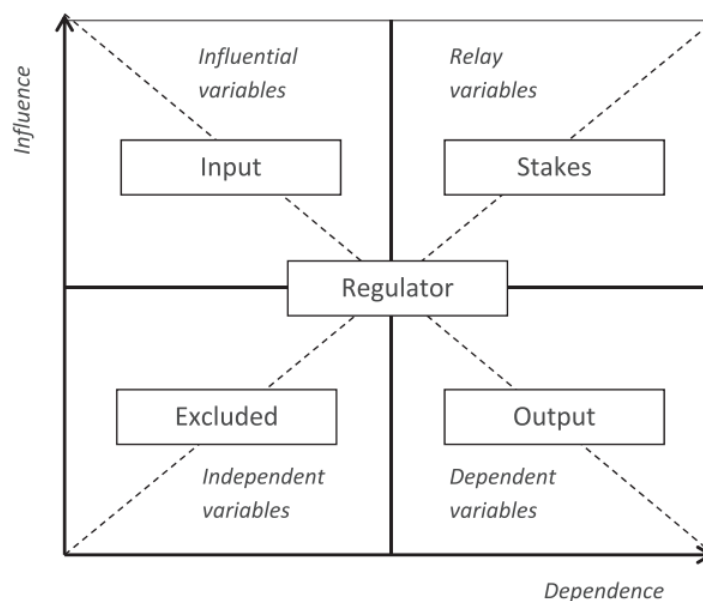 Influence
Influential
variables
Relay
variables
Input
Stakes
Regulator
Excluded
Output
Independent
variables
Dependent
variables
Dependence